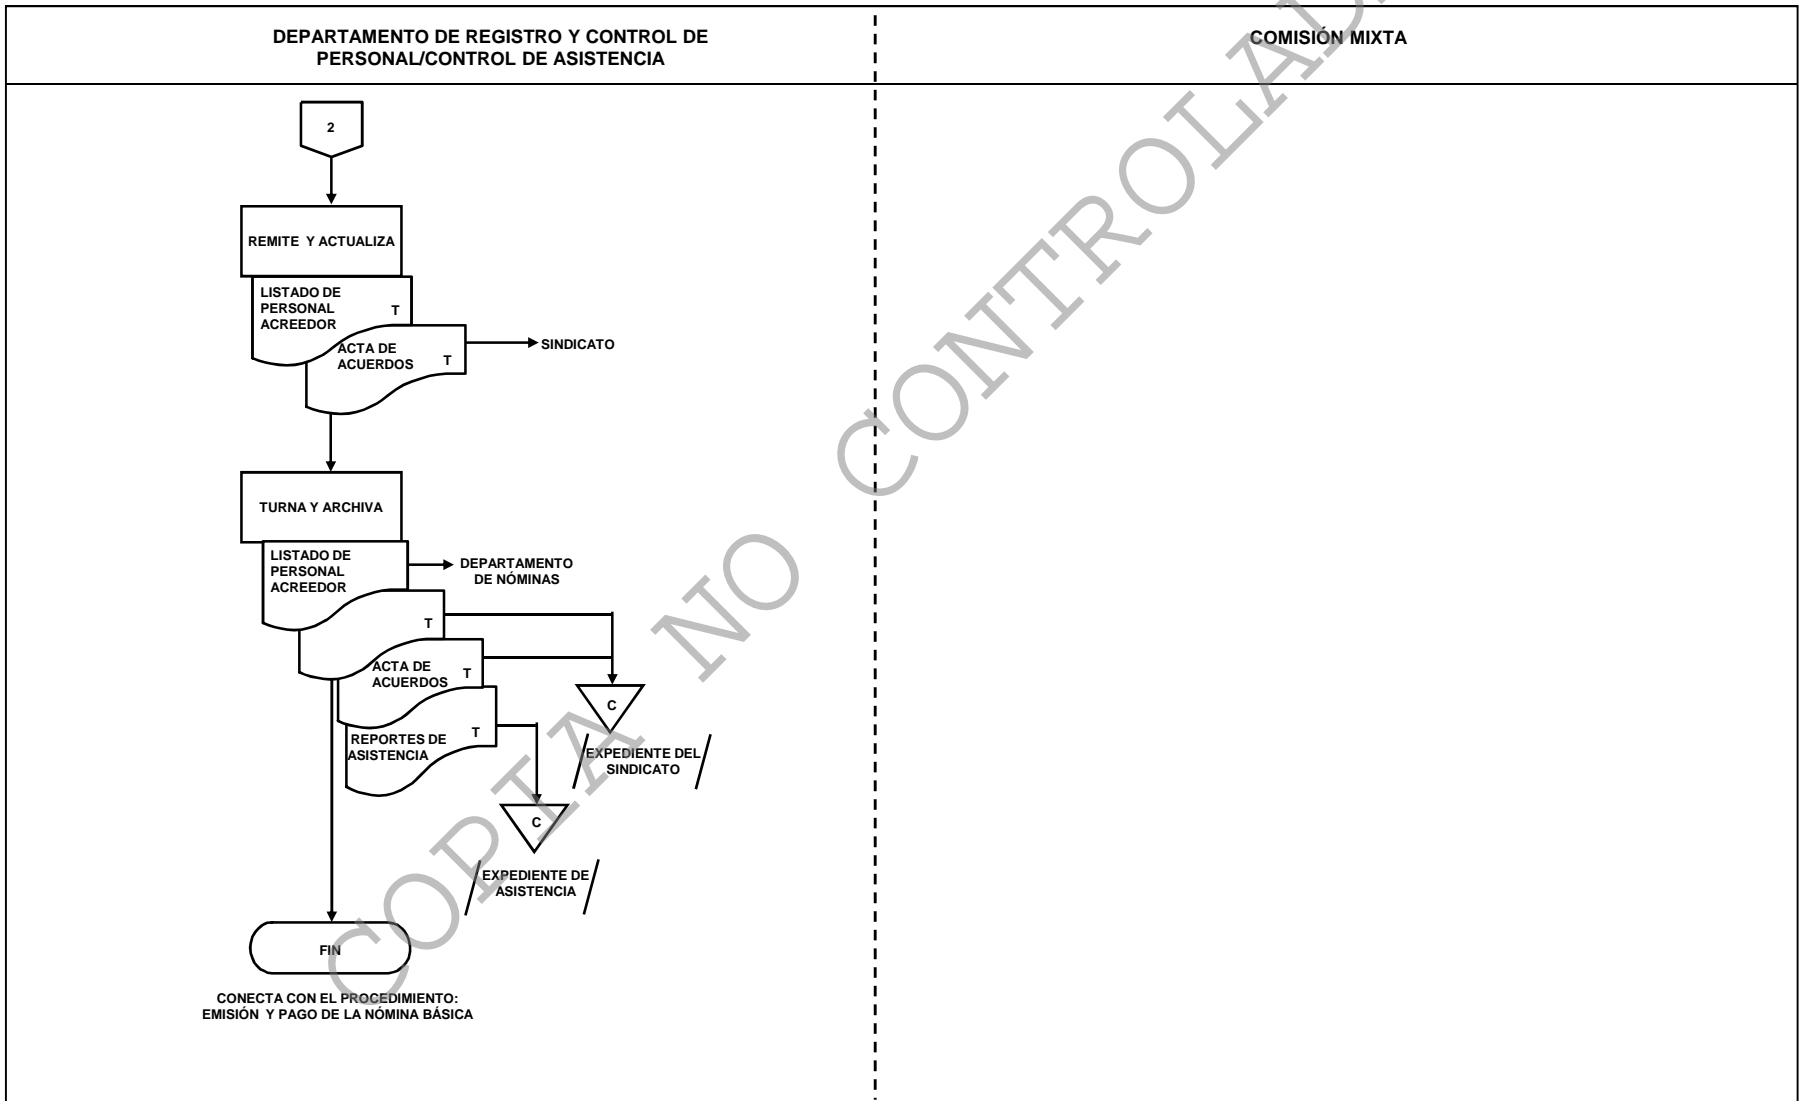 DEPARTAMENTO DE REGISTRO Y CONTROL DE
PERSONAL/CONTROL DE ASISTENCIA
COMISIÓN MIXTA
2
REMITE Y ACTUALIZA
LISTADO DE
PERSONAL
ACREEDOR
T
ACTA DE
ACUERDOS
T
SINDICATO
TURNA Y ARCHIVA
LISTADO DE
PERSONAL
ACREEDOR
DEPARTAMENTO
DE NÓMINAS
T
ACTA DE
ACUERDOS
T
REPORTES DE
ASISTENCIA
T
C
EXPEDIENTE DEL
SINDICATO
C
EXPEDIENTE DE
ASISTENCIA
FIN
CONECTA CON EL PROCEDIMIENTO:
EMISIÓN Y PAGO DE LA NÓMINA BÁSICA
COPIA NO CONTROLAD